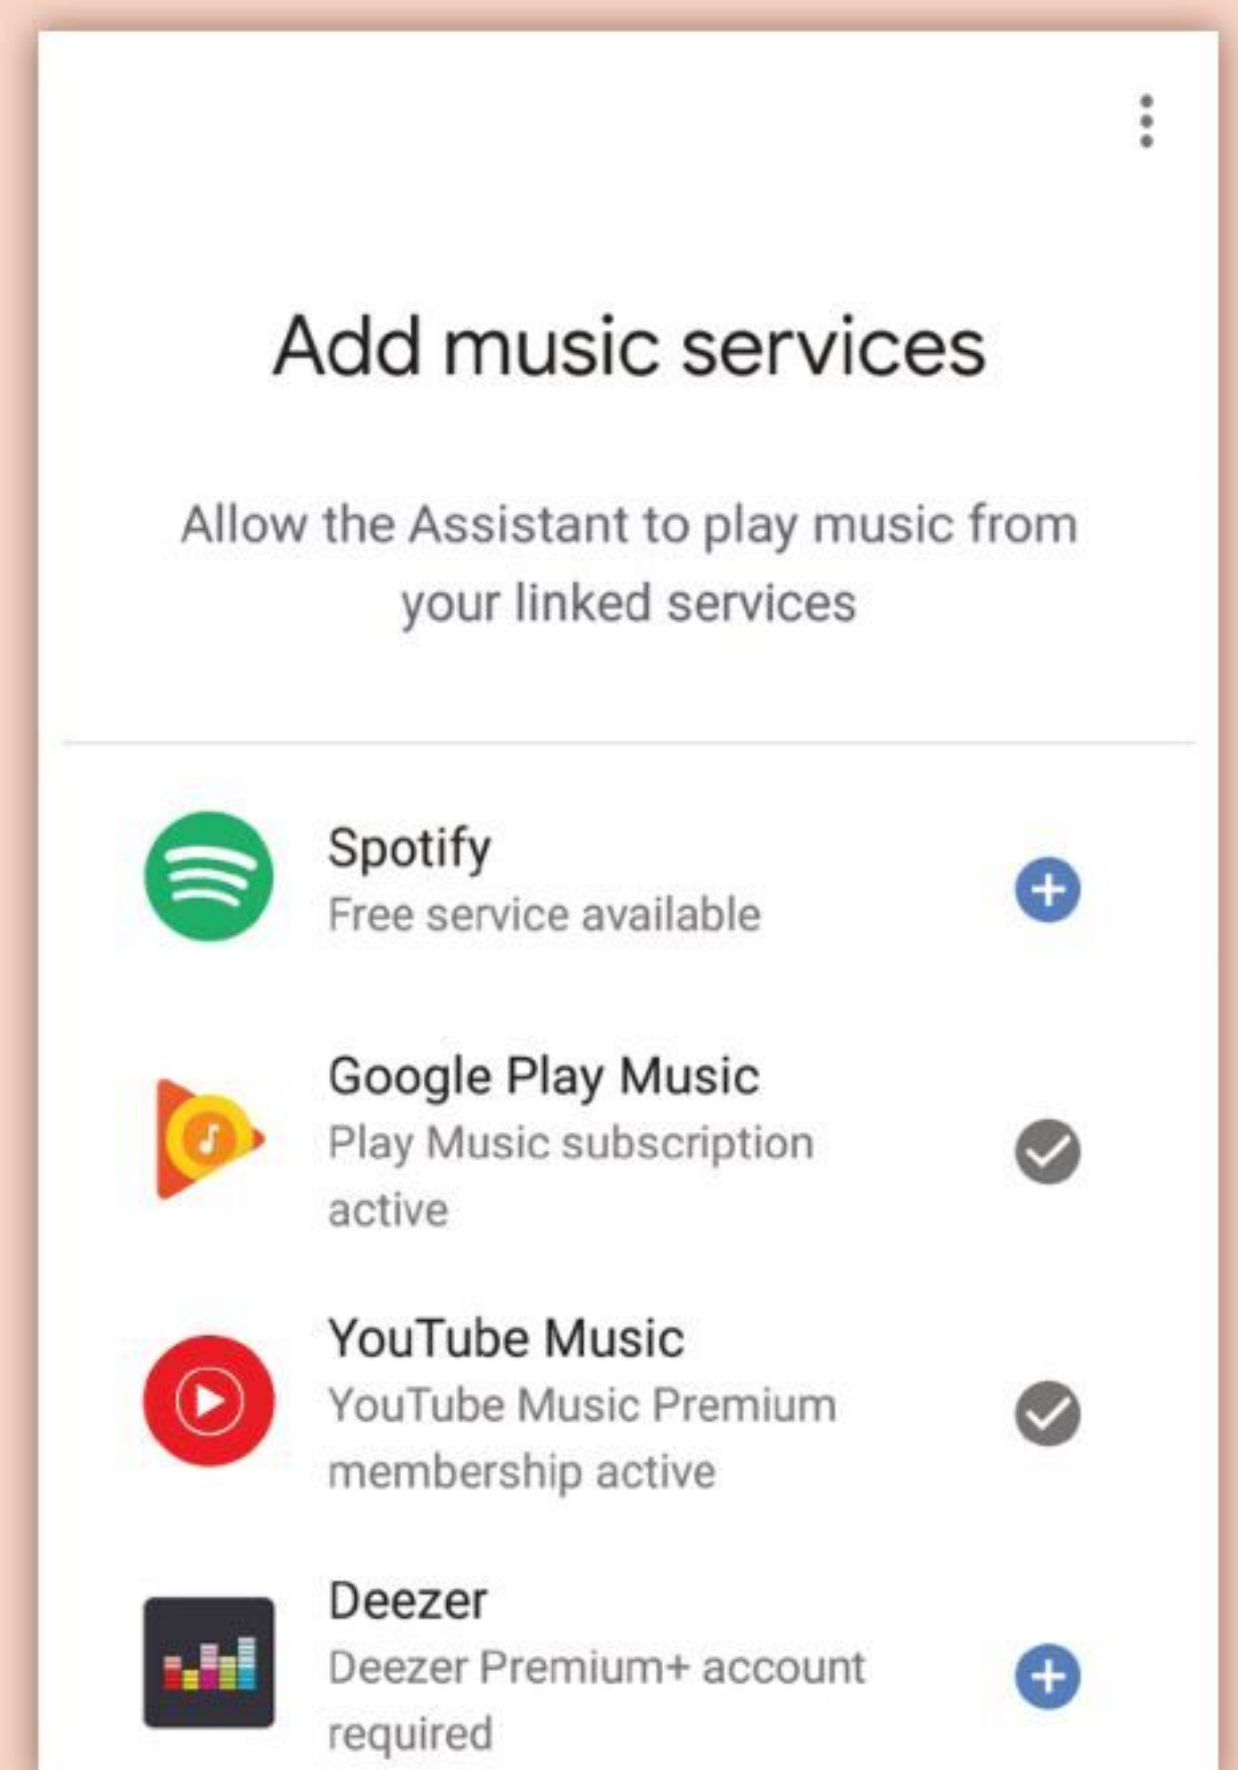 Add music services
Allow the Assistant to play music from
your linked services
Spotify
Free service available
Google Play Music
Play Music subscription
active
YouTube Music
YouTube Music Premium
membership active
Deezer
Deezer Premium+ account
required